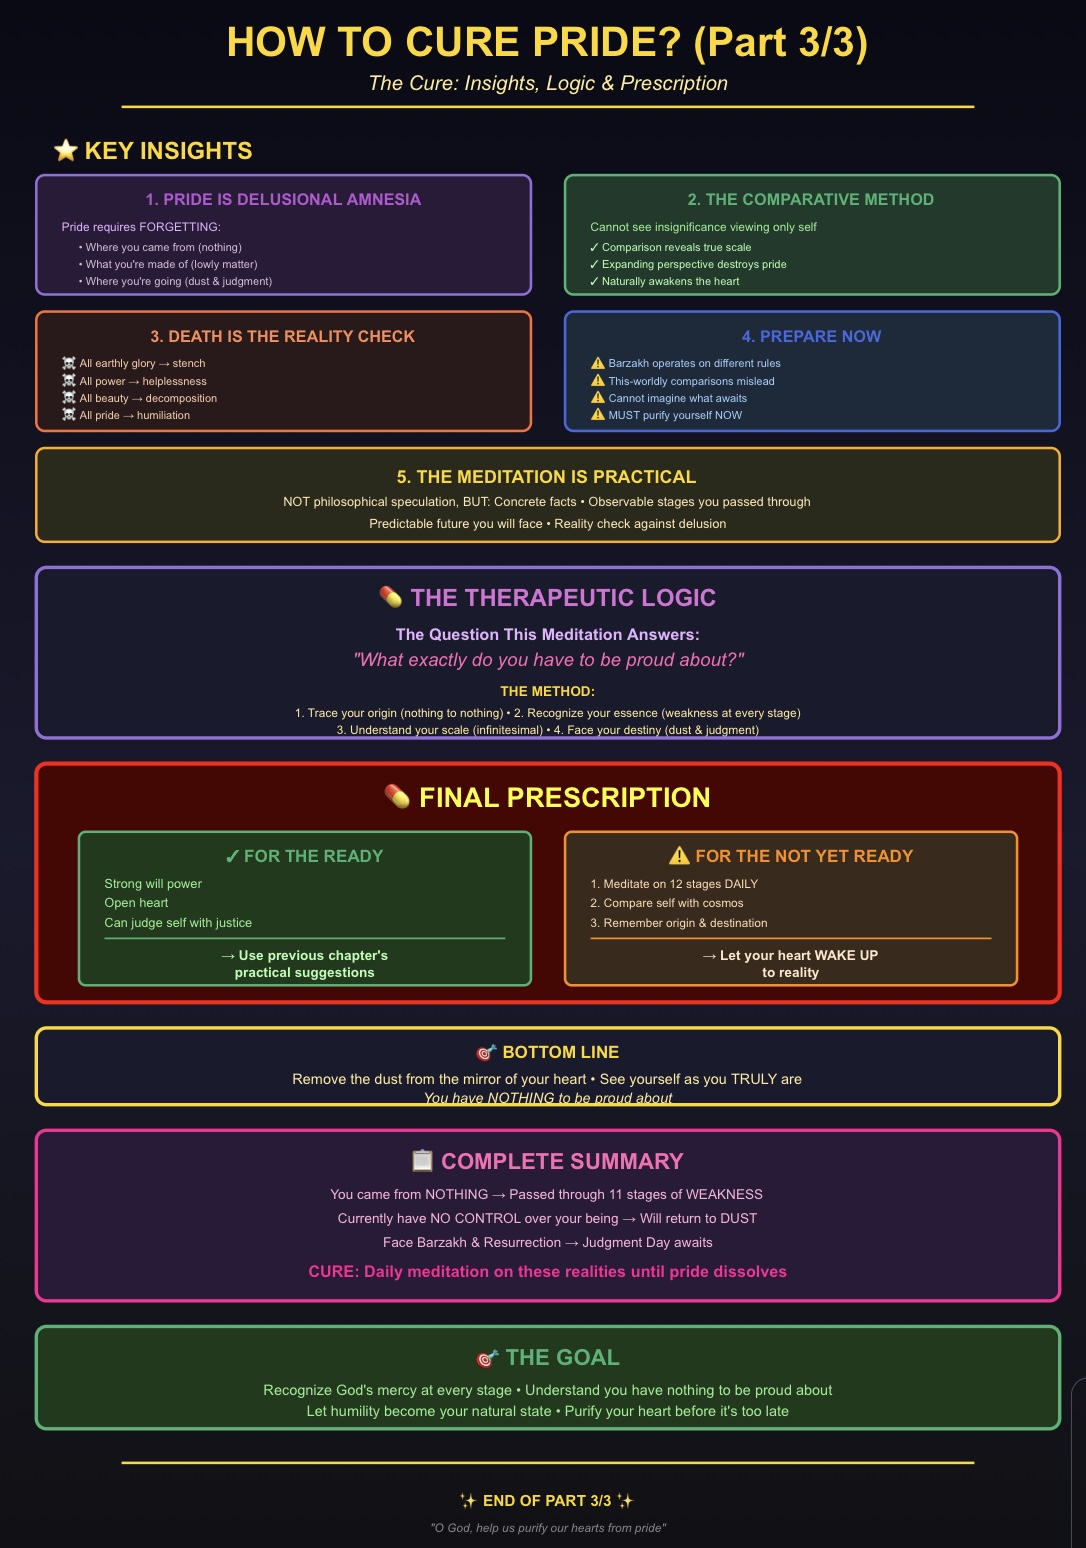 HOW TO CURE PRIDE? (Part 3/3)
The Cure: Insights, Logic & Prescription
⭐ KEY INSIGHTS
1. PRIDE IS DELUSIONAL AMNESIA
Pride requires FORGETTING:
• Where you came from (nothing)
• What you're made of (lowly matter)
• Where you're going (dust & judgment)
2. THE COMPARATIVE METHOD
Cannot see insignificance viewing only self
✓ Comparison reveals true scale
✓ Expanding perspective destroys pride
✓ Naturally awakens the heart
3. DEATH IS THE REALITY CHECK
☠️ All earthly glory → stench
☠️ All power → helplessness
☠️ All beauty → decomposition
☠️ All pride → humiliation
4. PREPARE NOW
⚠️ Barzakh operates on different rules
⚠️ This-worldly comparisons mislead
⚠️ Cannot imagine what awaits
⚠️ MUST purify yourself NOW
5. THE MEDITATION IS PRACTICAL
NOT philosophical speculation, BUT: Concrete facts • Observable stages you passed through
Predictable future you will face • Reality check against delusion
💊 THE THERAPEUTIC LOGIC
The Question This Meditation Answers:
"What exactly do you have to be proud about?"
THE METHOD:
1. Trace your origin (nothing to nothing) • 2. Recognize your essence (weakness at every stage)
3. Understand your scale (infinitesimal) • 4. Face your destiny (dust & judgment)
💊 FINAL PRESCRIPTION
✓ FOR THE READY
Strong will power
Open heart
Can judge self with justice
→ Use previous chapter's
practical suggestions
⚠️ FOR THE NOT YET READY
1. Meditate on 12 stages DAILY
2. Compare self with cosmos
3. Remember origin & destination
→ Let your heart WAKE UP
to reality
🎯 BOTTOM LINE
Remove the dust from the mirror of your heart • See yourself as you TRULY are
You have NOTHING to be proud about
📋 COMPLETE SUMMARY
You came from NOTHING → Passed through 11 stages of WEAKNESS
Currently have NO CONTROL over your being → Will return to DUST
Face Barzakh & Resurrection → Judgment Day awaits
CURE: Daily meditation on these realities until pride dissolves
🎯 THE GOAL
Recognize God's mercy at every stage • Understand you have nothing to be proud about
Let humility become your natural state • Purify your heart before it's too late
✨ END OF PART 3/3 ✨
"O God, help us purify our hearts from pride"